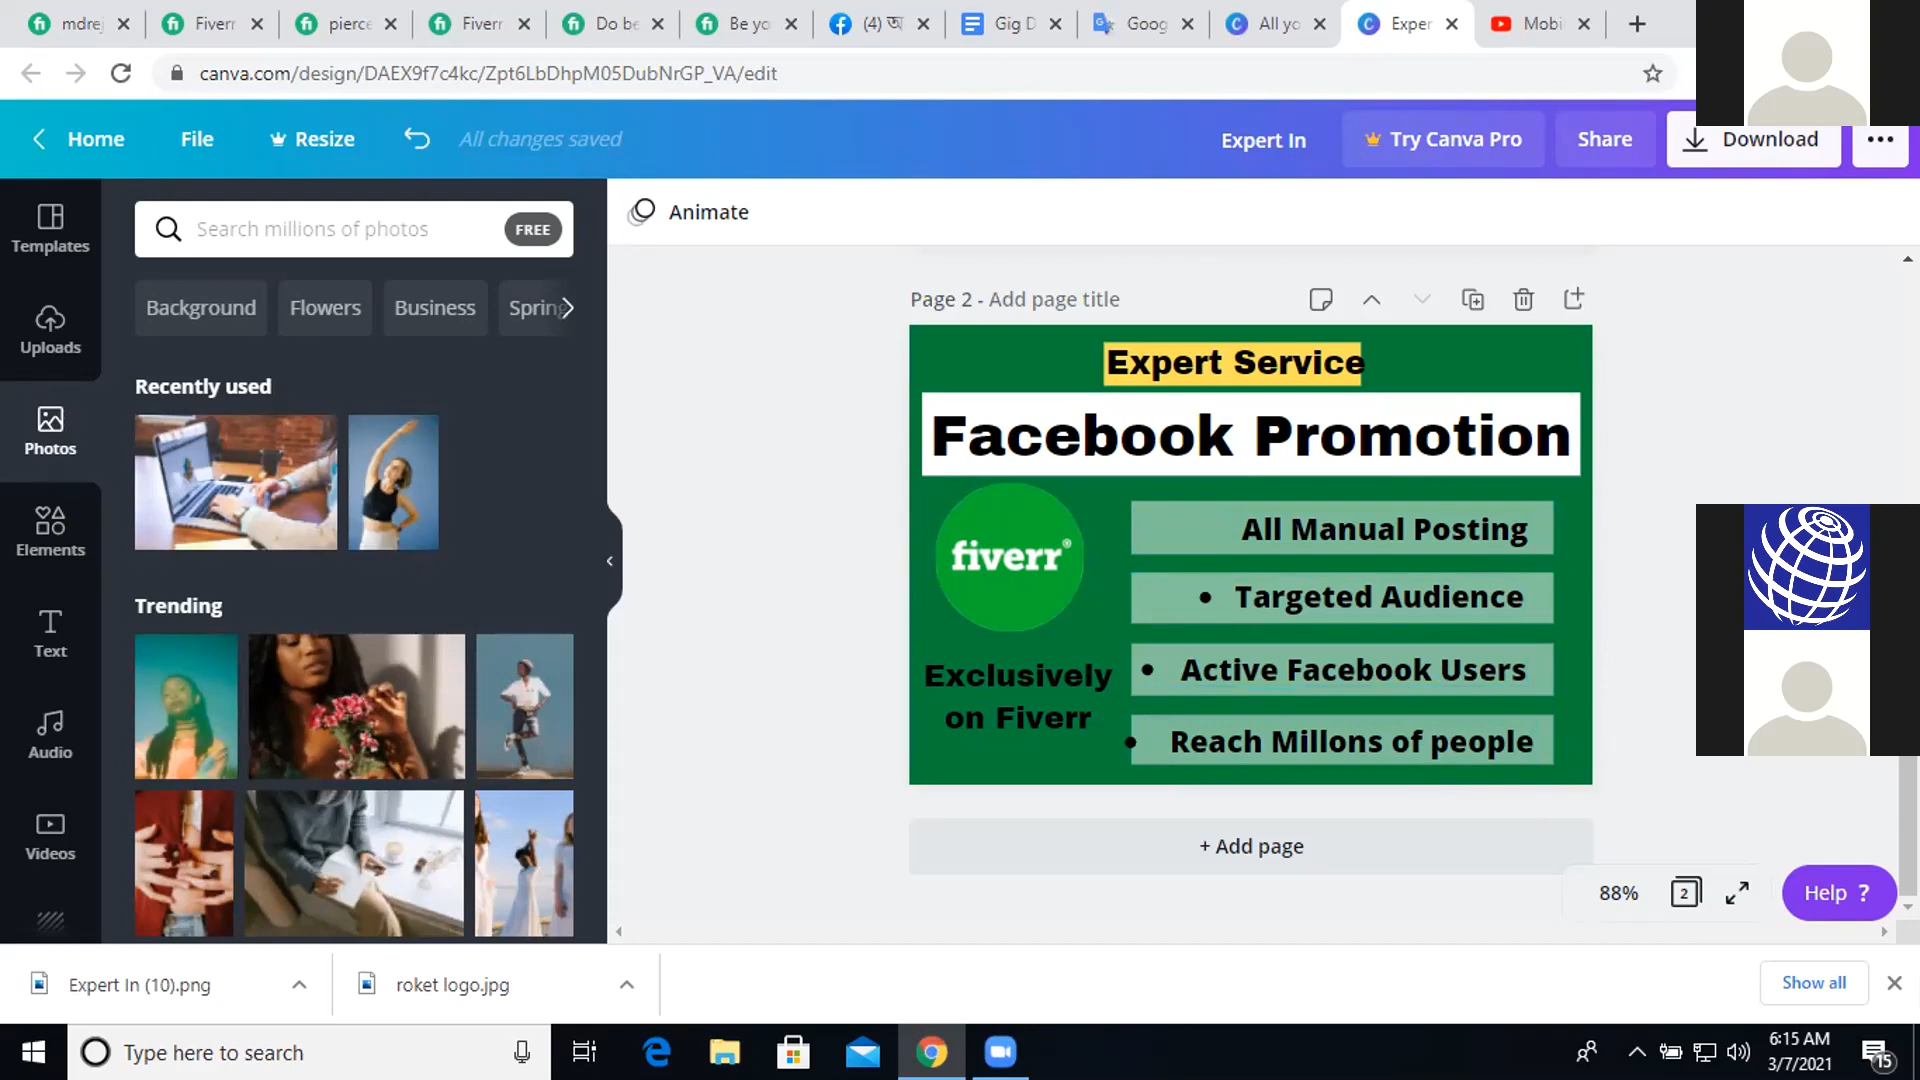 mdrej
Fiverr
pierce
Fiverr
Do be
Be yo
(4) অ
Gig D
Goog
All yo
Exper
Mobi
canva.com/design/DAEX9f7c4kc/Zpt6LbDhpM05DubNrGP_VA/edit
Home
File
Resize
All changes saved
Expert In
Try Canva Pro
Share
Download
Templates
Uploads
Photos
Elements
Text
Audio
Videos
Search millions of photos
FREE
Background
Flowers
Business
Spring
Recently used
Trending
Animate
Page 2 - Add page title
Expert Service
Facebook Promotion
fiverr®
Exclusively
on Fiverr
All Manual Posting
• Targeted Audience
• Active Facebook Users
• Reach Millons of people
+ Add page
88%
2
Help ?
Expert In (10).png
roket logo.jpg
Show all
Type here to search
6:15 AM
3/7/2021
15